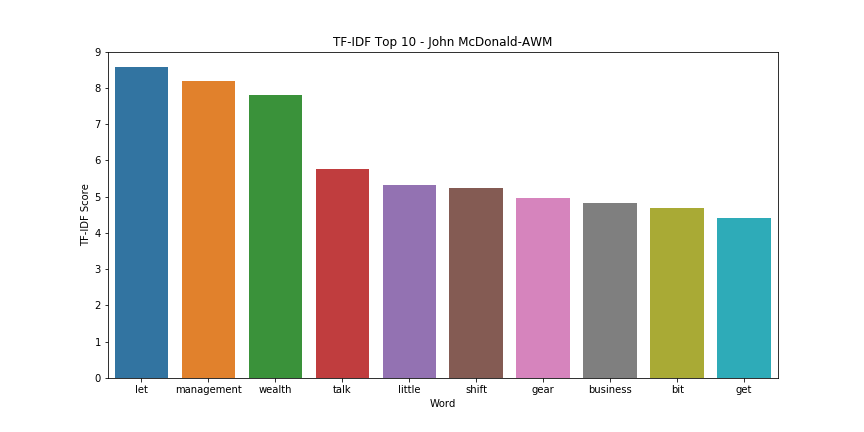 TF-IDF Top 10 - John McDonald-AWM
9
8
7
6
5
4
3
2
1
0
TF-IDF Score
let management wealth talk little shift gear business bit get
Word